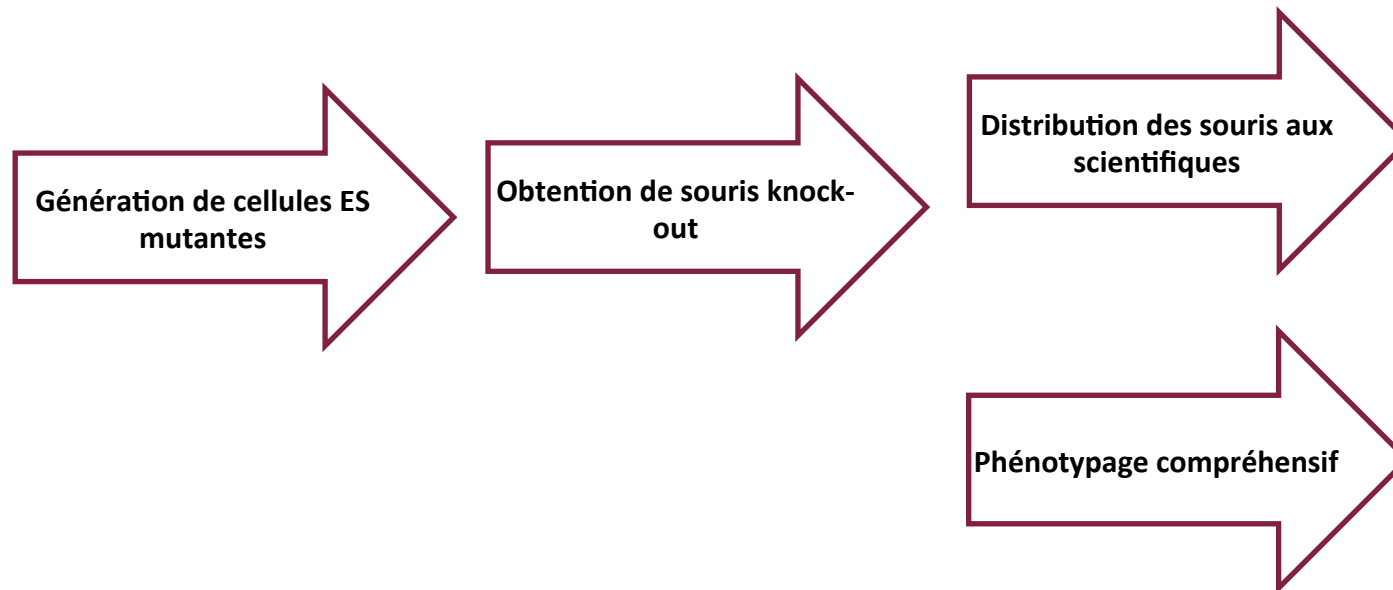 Génération de cellules ES
mutantes
Obtention de souris knock-
out
Distribution des souris aux
scientifiques
Phénotypage compréhensif